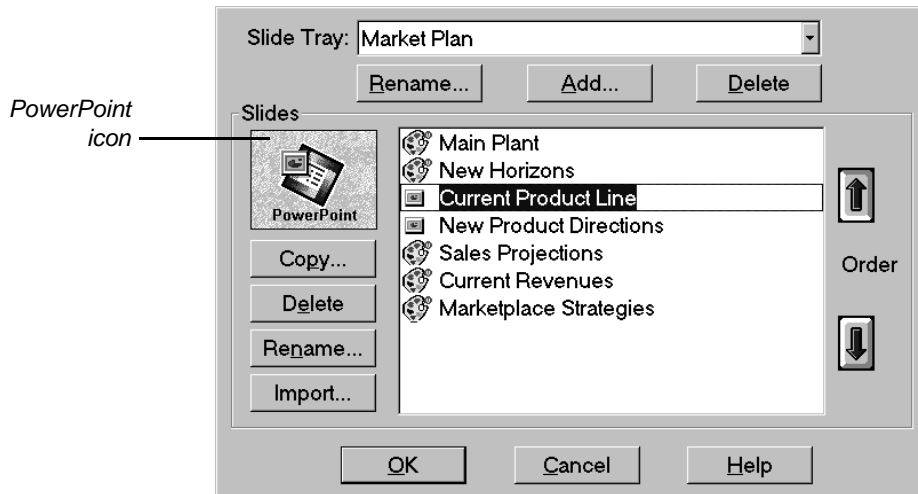 Slide Tray: Market Plan
Rename... Add... Delete
PowerPoint
icon
Slides
PowerPoint
Main Plant
New Horizons
Current Product Line
New Product Directions
Sales Projections
Current Revenues
Marketplace Strategies
Copy...
Delete
Rename...
Import...
Order
OK Cancel Help